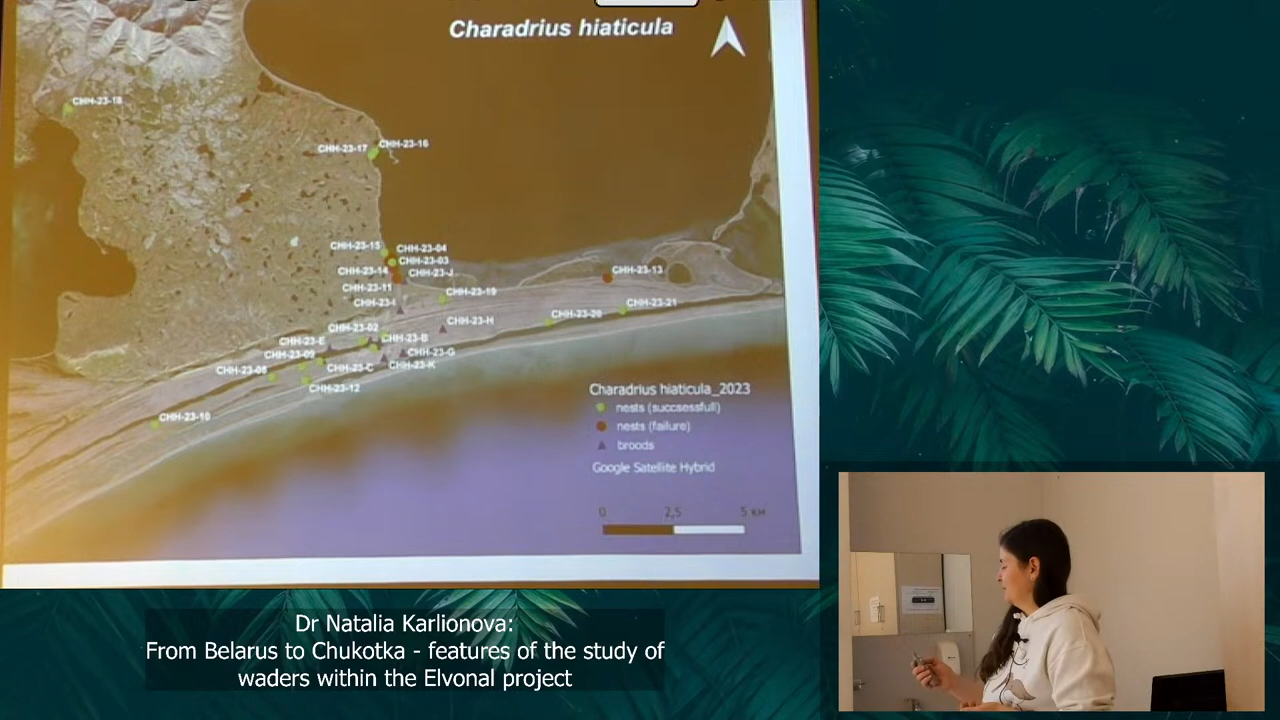 Charadrius hiaticula
CHH-23-18
CHH-23-17
CHH-23-16
CHH-23-15
CHH-23-04
CHH-23-03
CHH-23-14
CHH-23-J
CHH-23-13
CHH-23-11
CHH-23-19
CHH-23-I
CHH-23-21
CHH-23-20
CHH-23-H
CHH-23-02
CHH-23-E
CHH-23-B
CHH-23-09
CHH-23-G
CHH-23-C
CHH-23-K
CHH-23-12
CHH-23-10
Charadrius hiaticula_2023
nests (succsessfull)
nests (failure)
broods
Google Satellite Hybrid
0 2,5 5 км
Dr Natalia Karlionova:
From Belarus to Chukotka - features of the study of
waders within the Elvonal project